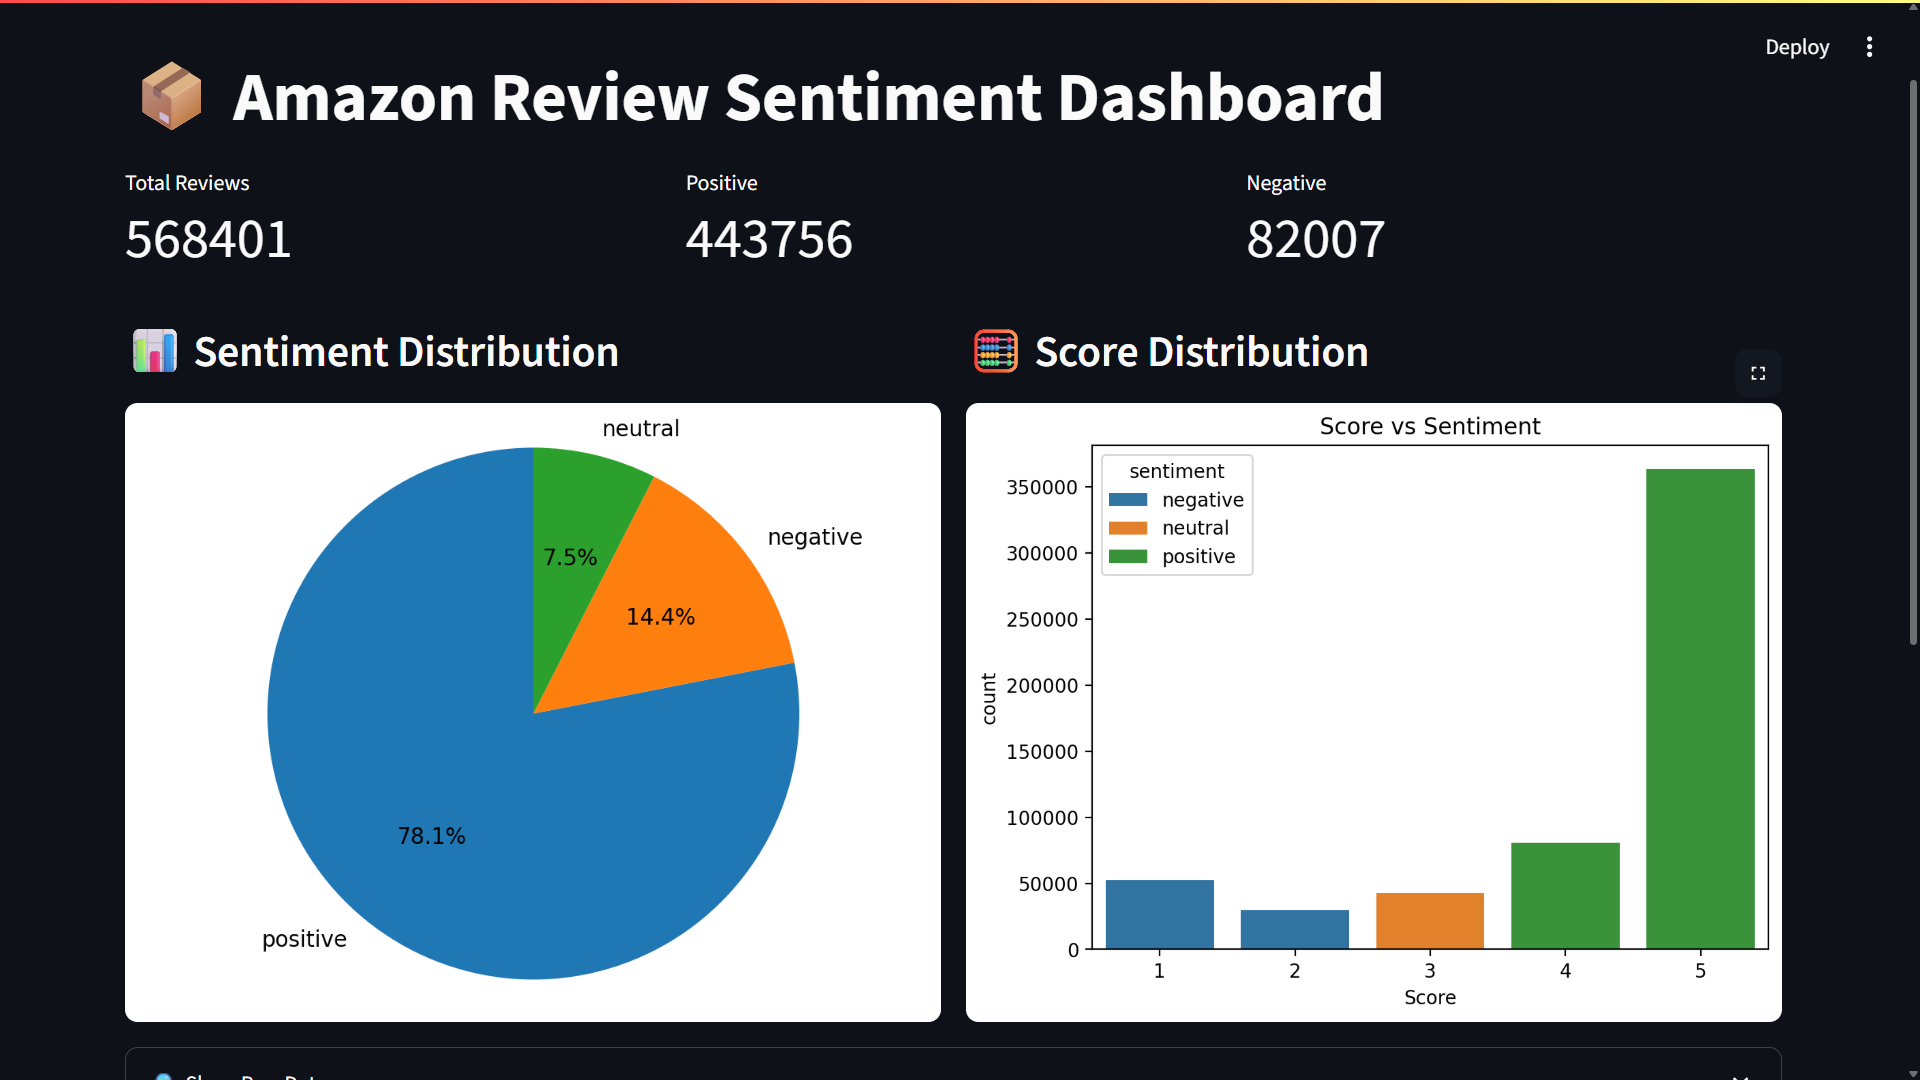 Deploy
Amazon Review Sentiment Dashboard
Total Reviews
568401
Positive
443756
Negative
82007
Sentiment Distribution
neutral
negative
7.5%
14.4%
78.1%
positive
Score Distribution
Score vs Sentiment
sentiment
negative
neutral
positive
350000
300000
250000
200000
150000
100000
50000
0
count
1 2 3 4 5
Score